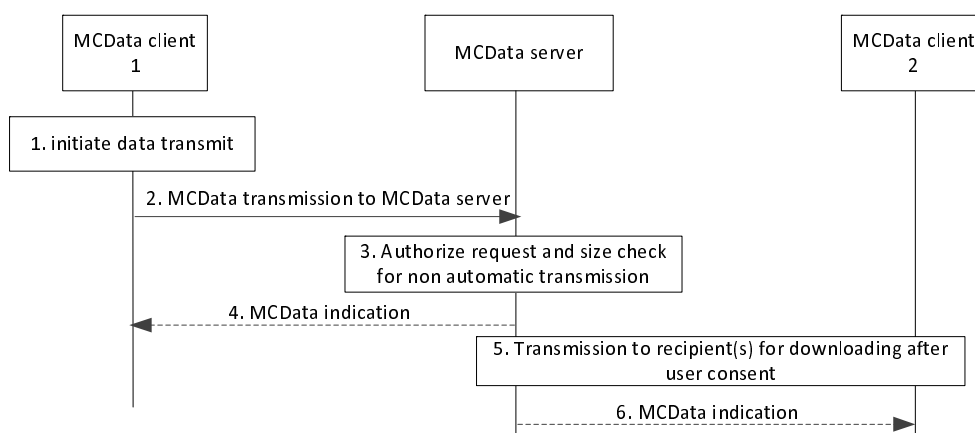 MCData client
1
MCData server
MCData client
2
1. initiate data transmit
2. MCData transmission to MCData server
3. Authorize request and size check
for non automatic transmission
4. MCData indication
5. Transmission to recipient(s) for downloading after
user consent
6. MCData indication